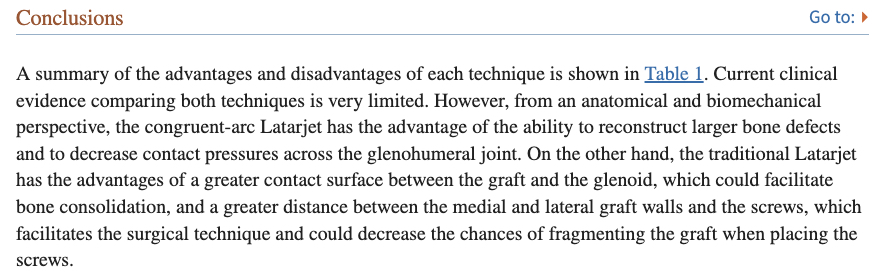 Conclusions
Go to:
A summary of the advantages and disadvantages of each technique is shown in Table 1. Current clinical
evidence comparing both techniques is very limited. However, from an anatomical and biomechanical
perspective, the congruent-arc Latarjet has the advantage of the ability to reconstruct larger bone defects
and to decrease contact pressures across the glenohumeral joint. On the other hand, the traditional Latarjet
has the advantages of a greater contact surface between the graft and the glenoid, which could facilitate
bone consolidation, and a greater distance between the medial and lateral graft walls and the screws, which
facilitates the surgical technique and could decrease the chances of fragmenting the graft when placing the
screws.